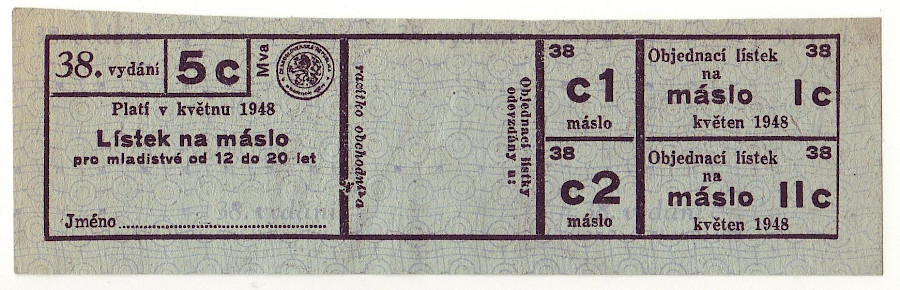 38. vydání
5c
Mva
Platí v květnu 1948
Lístek na máslo
pro mladistvé od 12 do 20 let
Jméno
razítko obchodníka
Objednací lístky
odevzdány u:
38
c1
máslo
38
c2
máslo
Objednací lístek 38
na
máslo Ic
květen 1948
Objednací lístek 38
na
máslo IIc
květen 1948
38. vydání